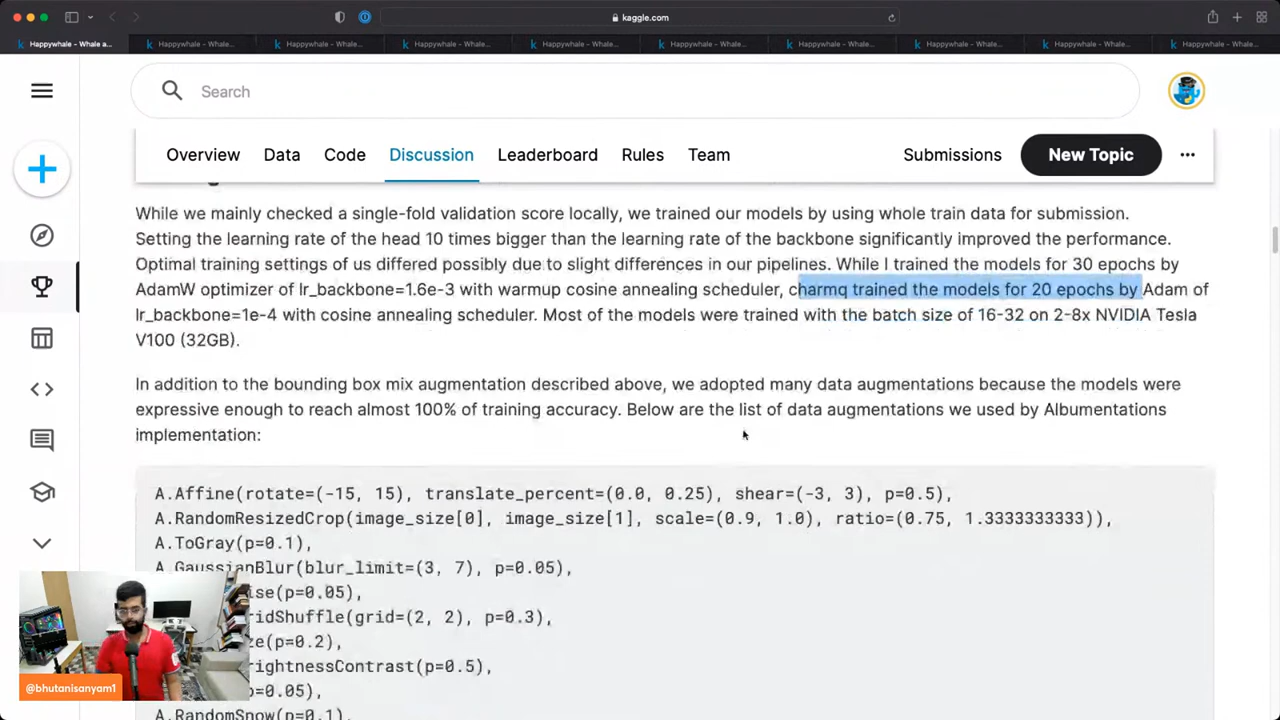 kaggle.com
Happywhale - Whale a...
Happywhale - Whale...
Happywhale - Whale...
Happywhale - Whale...
Happywhale - Whale...
Happywhale - Whale...
Happywhale - Whale...
Happywhale - Whale...
Happywhale - Whale...
Happywhale - Whale...
Search
Overview Data Code Discussion Leaderboard Rules Team Submissions New Topic
While we mainly checked a single-fold validation score locally, we trained our models by using whole train data for submission.
Setting the learning rate of the head 10 times bigger than the learning rate of the backbone significantly improved the performance.
Optimal training settings of us differed possibly due to slight differences in our pipelines. While I trained the models for 30 epochs by
AdamW optimizer of lr_backbone=1.6e-3 with warmup cosine annealing scheduler, charmq trained the models for 20 epochs by Adam of
lr_backbone=1e-4 with cosine annealing scheduler. Most of the models were trained with the batch size of 16-32 on 2-8x NVIDIA Tesla
V100 (32GB).
In addition to the bounding box mix augmentation described above, we adopted many data augmentations because the models were
expressive enough to reach almost 100% of training accuracy. Below are the list of data augmentations we used by Albumentations
implementation:
A.Affine(rotate=(-15, 15), translate_percent=(0.0, 0.25), shear=(-3, 3), p=0.5),
A.RandomResizedCrop(image_size[0], image_size[1], scale=(0.9, 1.0), ratio=(0.75, 1.3333333333)),
A.ToGray(p=0.1),
A.GaussianBlur(blur_limit=(3, 7), p=0.05),
ise(p=0.05),
ridShuffle(grid=(2, 2), p=0.3),
ze(p=0.2),
rightnessContrast(p=0.5),
p=0.05),
A.RandomSnow(p=0.1),
@bhutanisanyam1